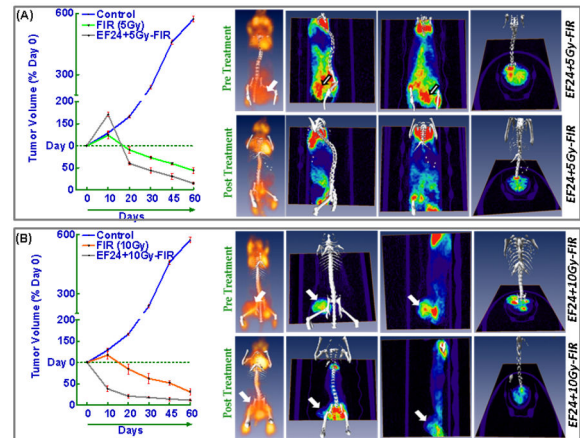 (A)
Control
FIR (5Gy)
EF24+5Gy-FIR
Tumor Volume (% Day 0)
600
300
200
150
Day 0
50
0
0 10 20 30 45 60
Days
Pre Treatment
Post Treatment
EF24+5Gy-FIR
EF24+5Gy-FIR
(B)
Control
FIR (10Gy)
EF24+10Gy-FIR
Tumor Volume (% Day 0)
600
300
200
150
Day 0
50
0
0 10 20 30 45 60
Days
Pre Treatment
Post Treatment
EF24+10Gy-FIR
EF24+10Gy-FIR